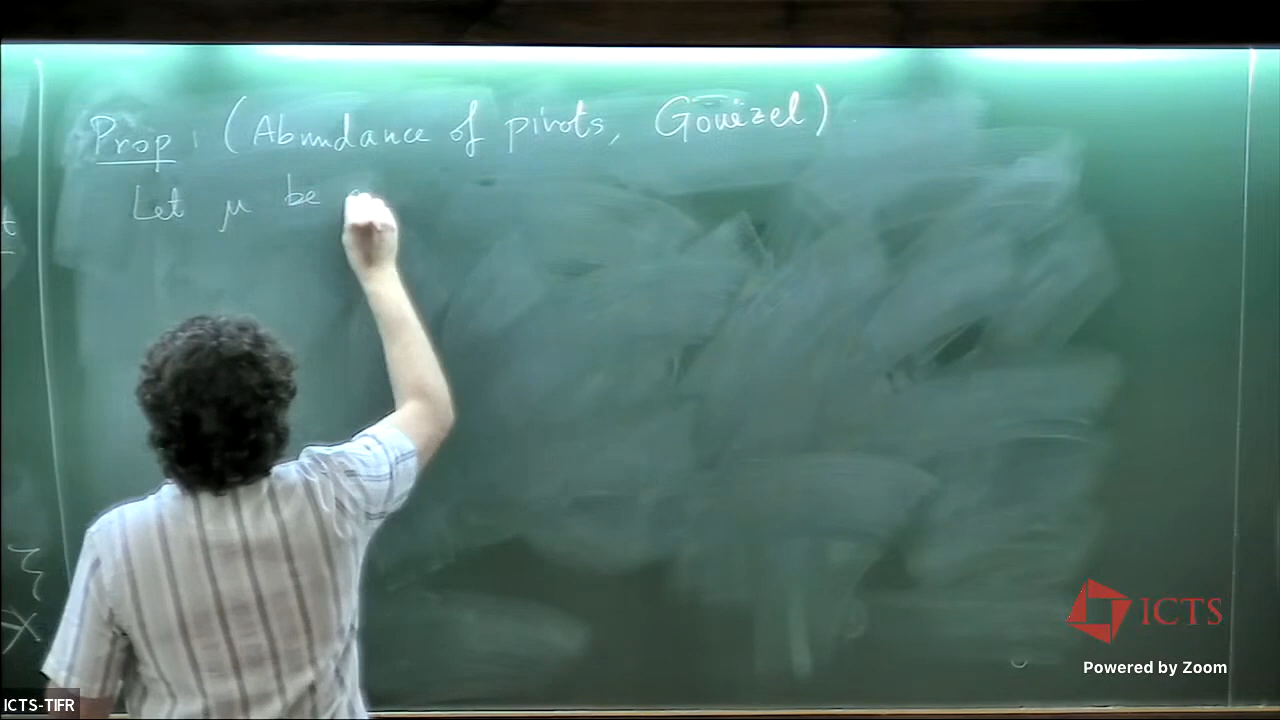 Prop : (Abundance of pivots, Gouëzel)
Let μ be
t
ξ
X
ICTS
Powered by Zoom
ICTS-TIFR